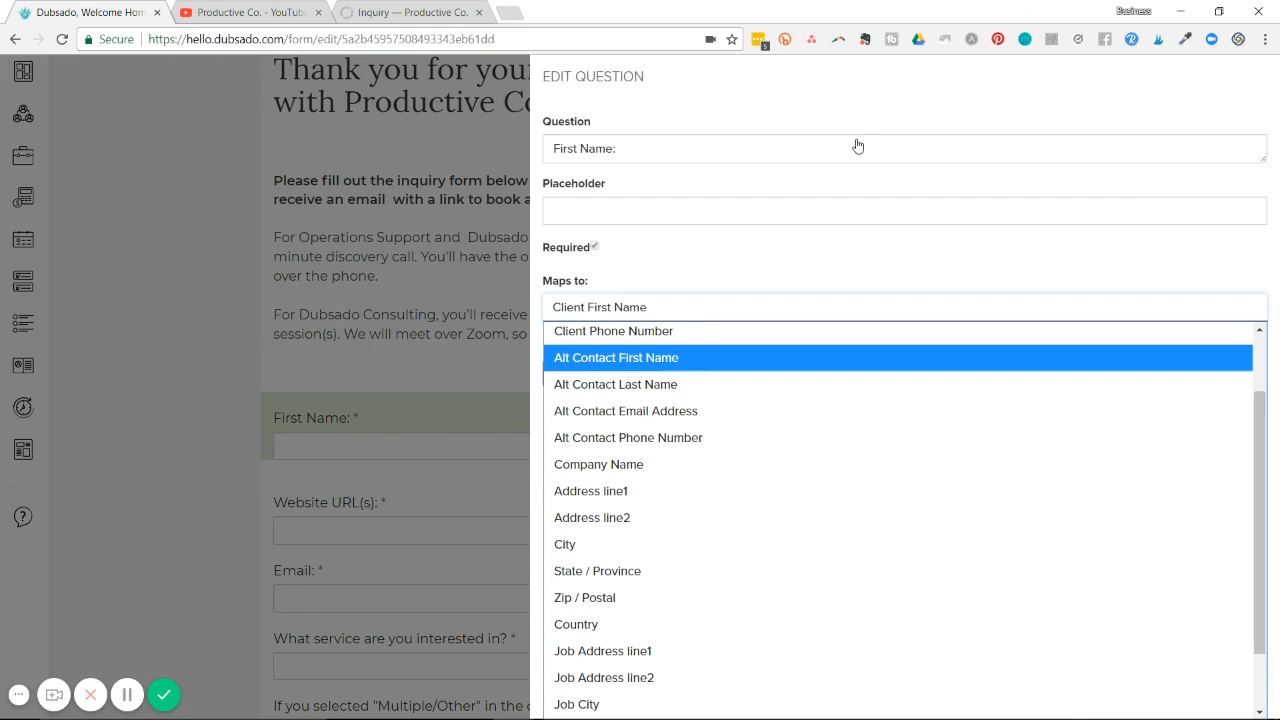 Dubsado, Welcome Hom
Productive Co. - YouTub
Inquiry — Productive Co.
Business
Secure
https://hello.dubsado.com/form/edit/5a2b45957508493343eb61dd
5
Thank you for your
with Productive C
Please fill out the inquiry form below
receive an email with a link to book a
For Operations Support and Dubsado
minute discovery call. You'll have the o
over the phone.
For Dubsado Consulting, you'll receive
session(s). We will meet over Zoom, so
First Name: *
Website URL(s): *
Email: *
What service are you interested in? *
If you selected "Multiple/Other" in the
EDIT QUESTION
Question
First Name:
Placeholder
Required
Maps to:
Client First Name
Client Phone Number
Alt Contact First Name
Alt Contact Last Name
Alt Contact Email Address
Alt Contact Phone Number
Company Name
Address line1
Address line2
City
State / Province
Zip / Postal
Country
Job Address line1
Job Address line2
Job City